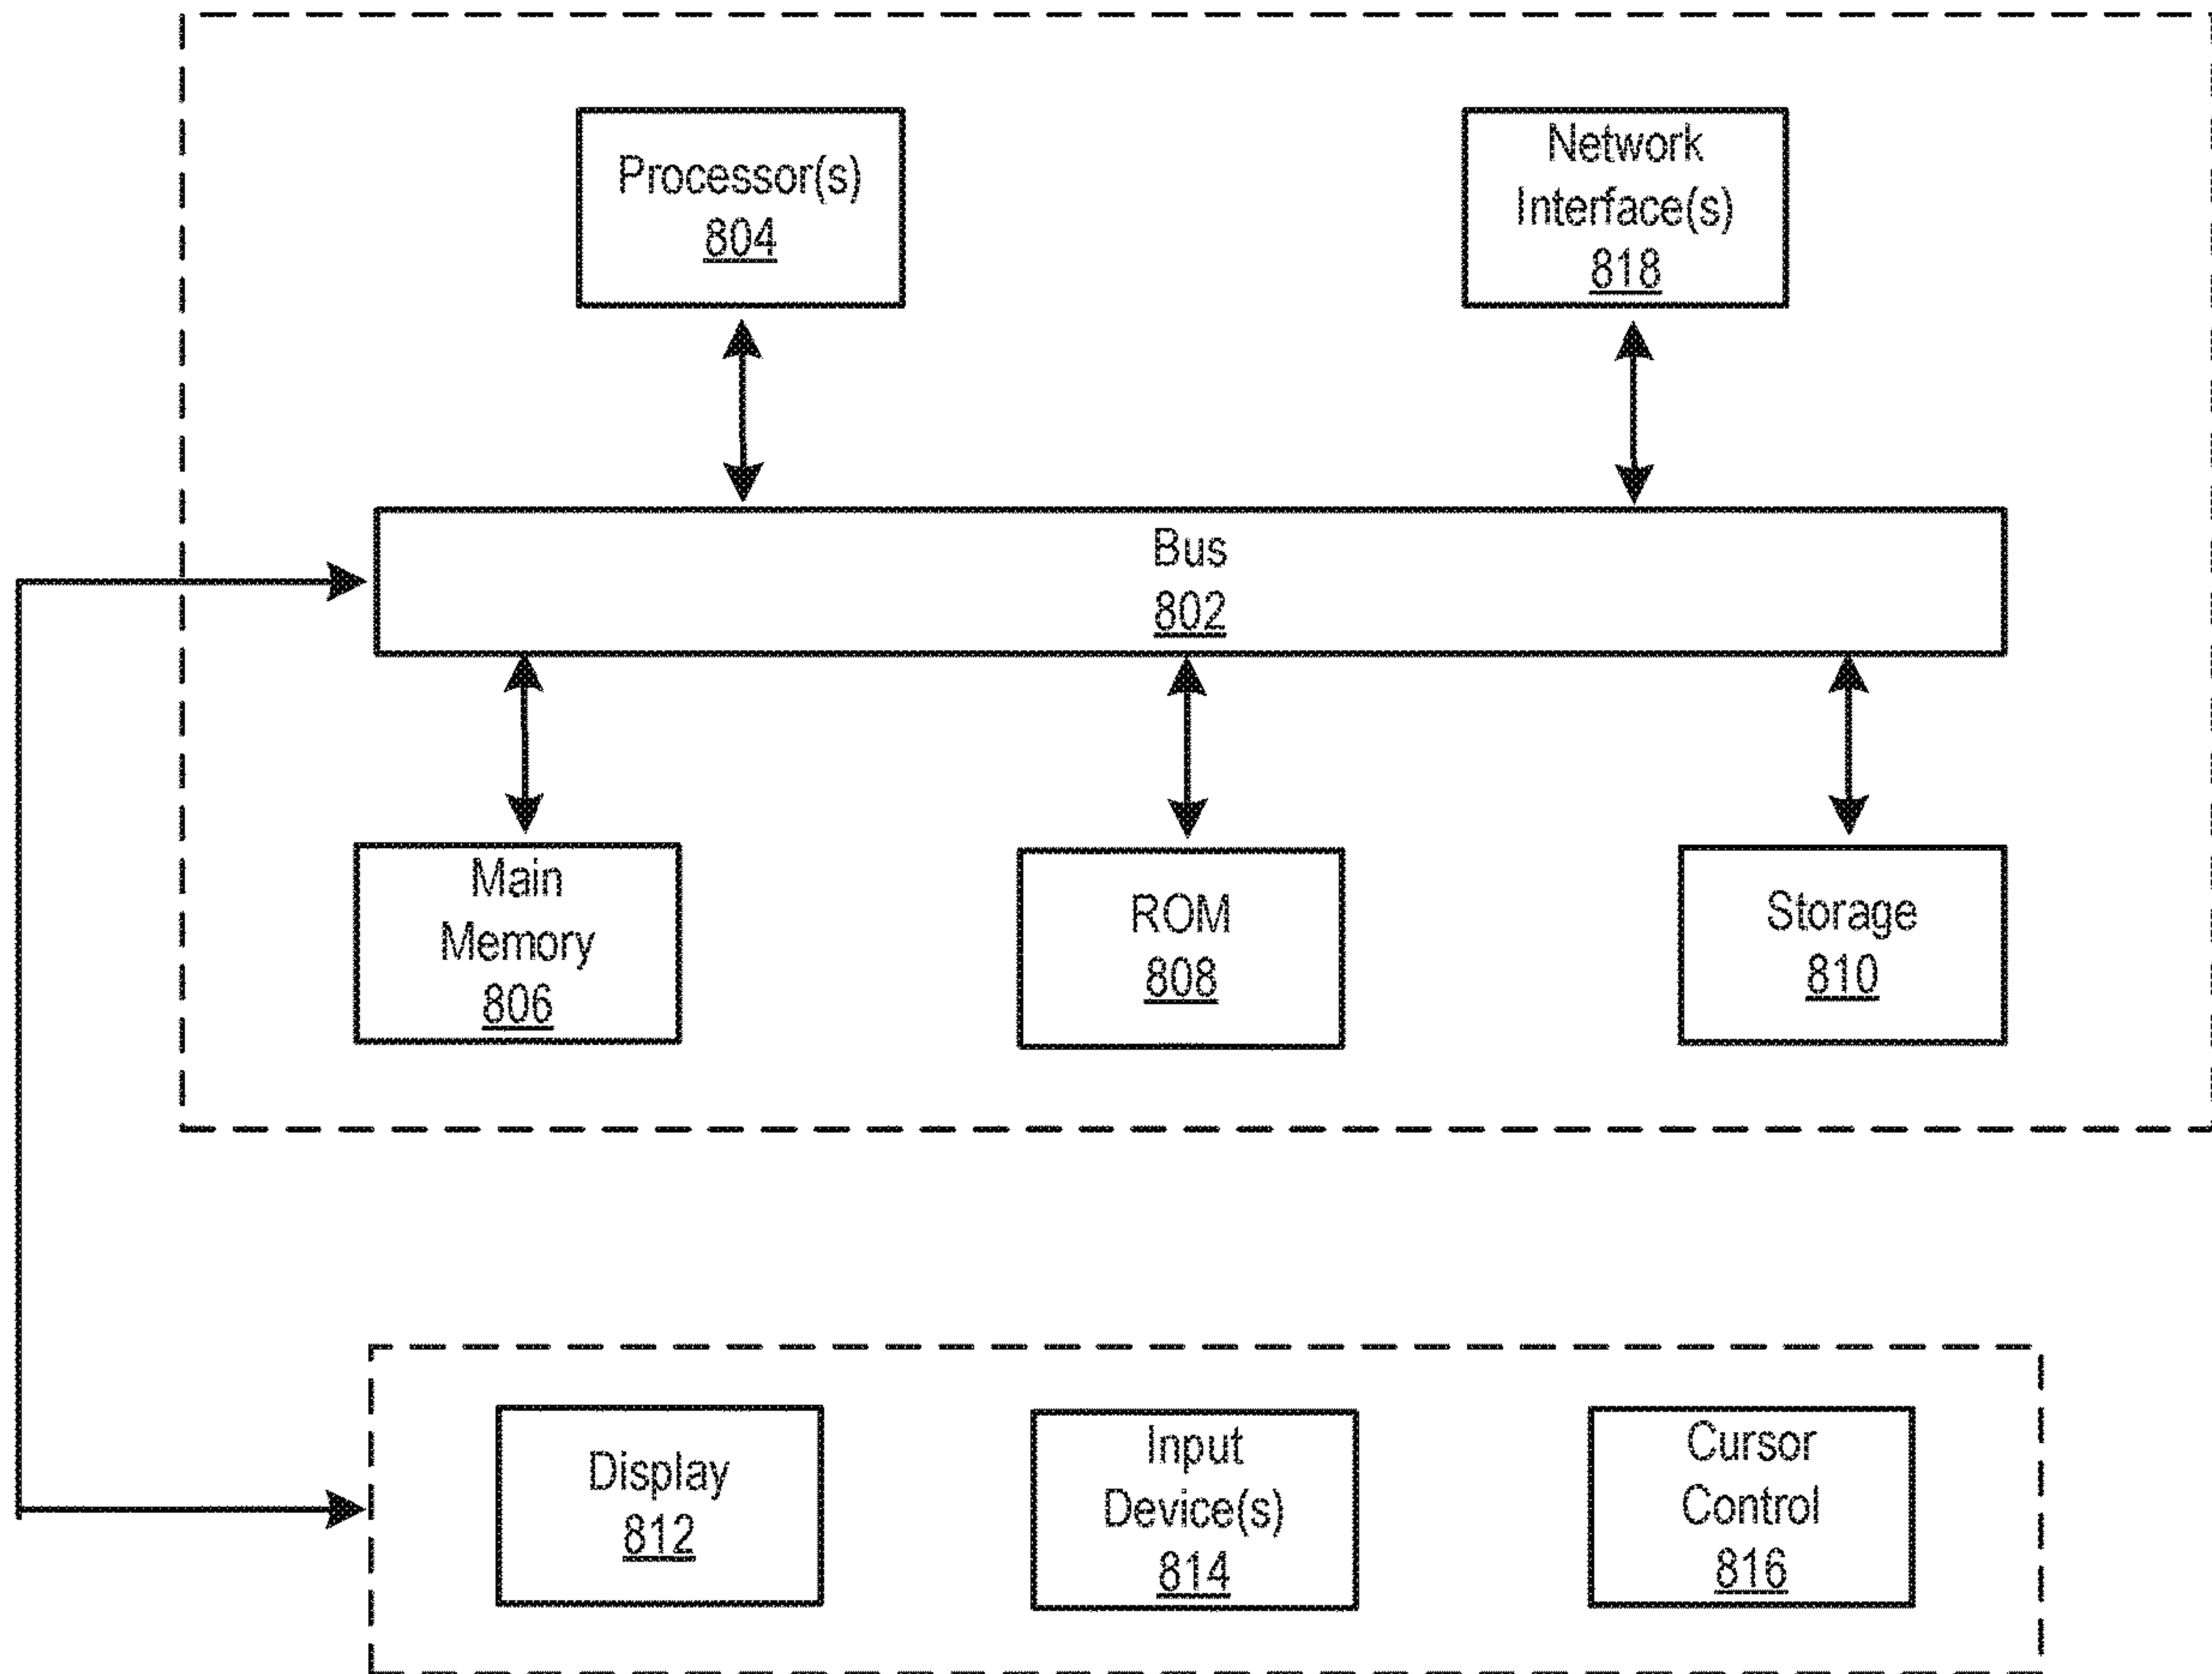 Processor(s)
804
Network
Interface(s)
818
Bus
802
Main
Memory
806
ROM
808
Storage
810
Display
812
Input
Device(s)
814
Cursor
Control
816